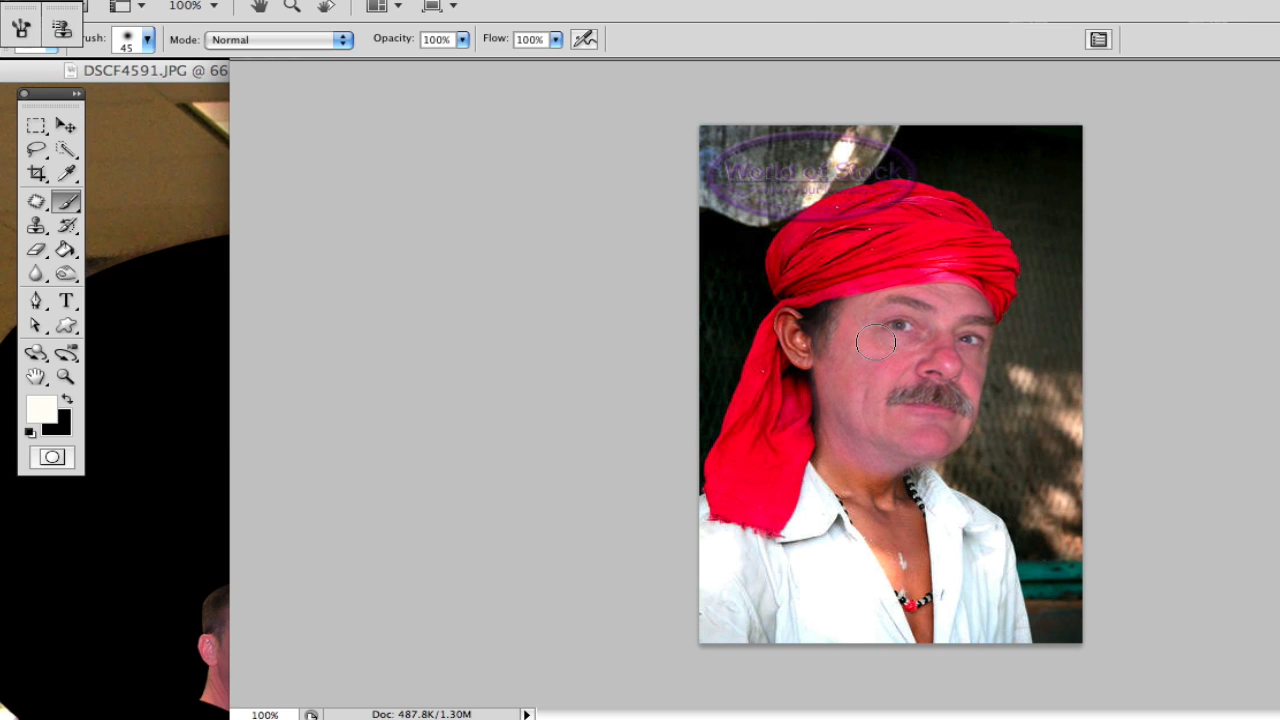 100%
ush: 45 Mode: Normal Opacity: 100% Flow: 100%
DSCF4591.JPG @ 66
World of Stock
T
100% Doc: 487.8K/1.30M